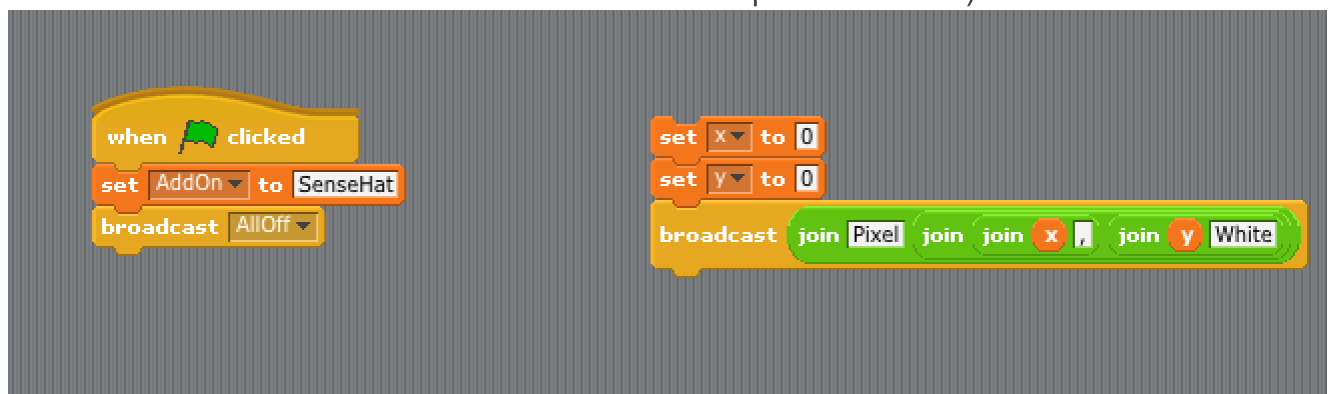 when clicked
set AddOn to SenseHat
broadcast AllOff
set x to 0
set y to 0
broadcast join Pixel join join x , join y White